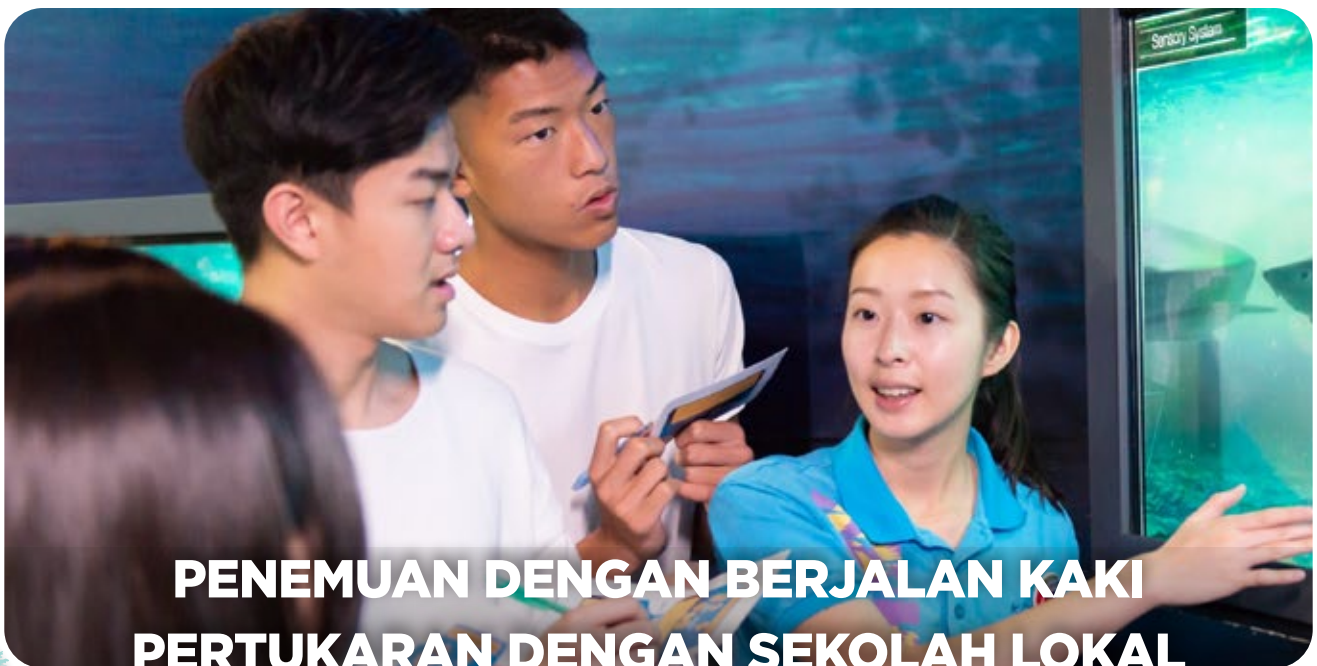 Sensory System
PENEMUAN DENGAN BERJALAN KAKI
PERTUKARAN DENGAN SEKOLAH LOKAL